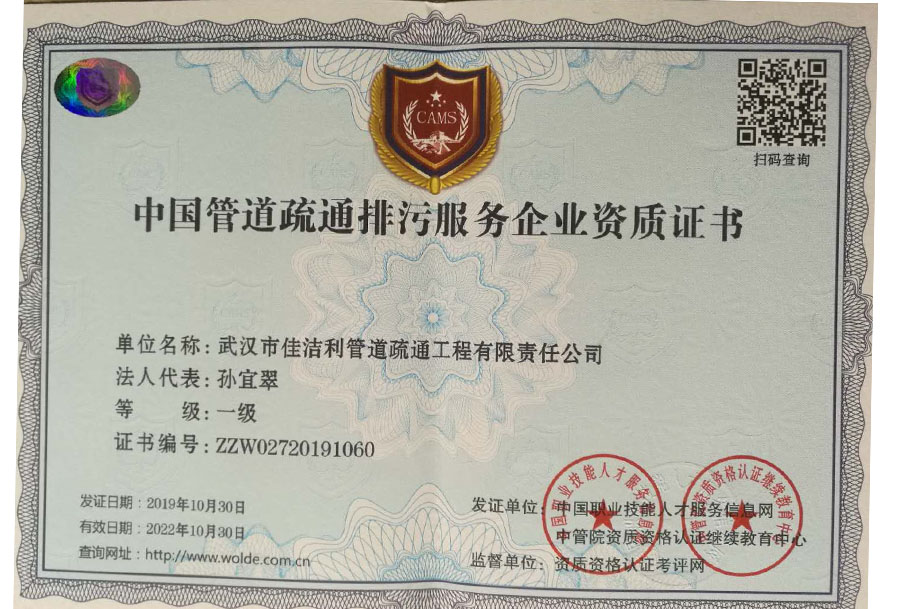 CAMS
扫码查询
中国管道疏通排污服务企业资质证书
单位名称：武汉市佳洁利管道疏通工程有限责任公司
法人代表：孙宜翠
等 级：一级
证书编号：ZZW02720191060
发证日期：2019年10月30日
有效日期：2022年10月30日
查询网址：http://www.wolde.com.cn
发证单位：中国职业技能人才服务信息网
中管院资质资格认证继续教育中心
监督单位：资质资格认证考评网